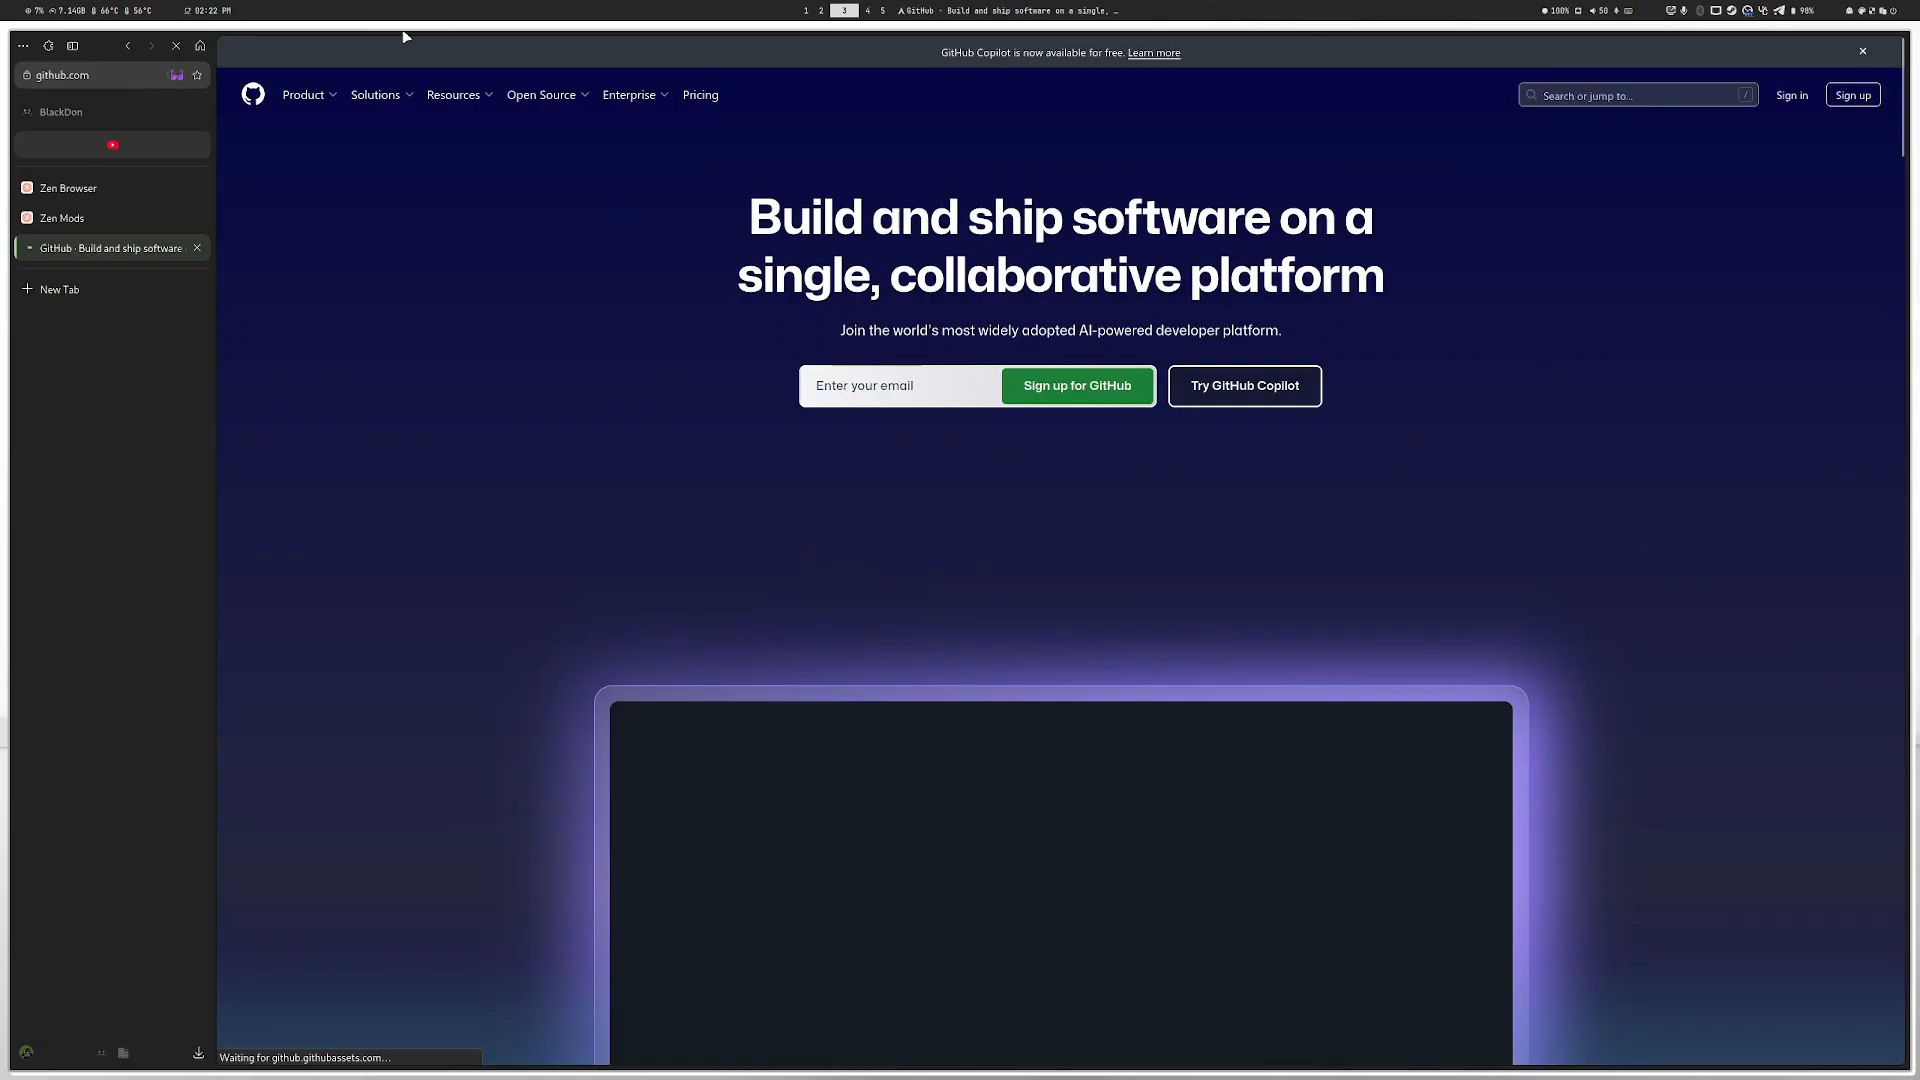 7% 7.14GB 66°C 56°C 02:22 PM
1 2 3 4 5 GitHub · Build and ship software on a single, …
100% 50 98%
github.com
BlackDon
Zen Browser
Zen Mods
GitHub · Build and ship software
New Tab
GitHub Copilot is now available for free. Learn more
Product Solutions Resources Open Source Enterprise Pricing
Search or jump to... /
Sign in
Sign up
Build and ship software on a
single, collaborative platform
Join the world's most widely adopted AI-powered developer platform.
Enter your email
Sign up for GitHub
Try GitHub Copilot
Waiting for github.githubassets.com…